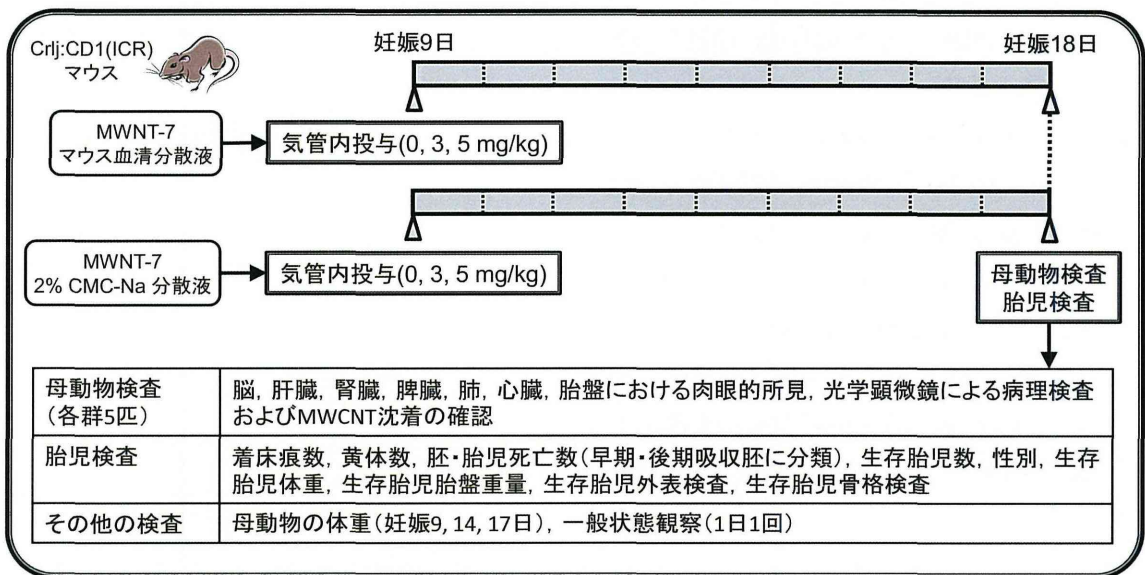 Crlj:CD1(ICR)
マウス
妊娠9日
妊娠18日
MWNT-7
マウス血清分散液
気管内投与(0, 3, 5 mg/kg)
MWNT-7
2% CMC-Na 分散液
気管内投与(0, 3, 5 mg/kg)
母動物検査
胎児検査
母動物検査
(各群5匹)
脳, 肝臓, 腎臓, 脾臓, 肺, 心臓, 胎盤における肉眼的所見, 光学顕微鏡による病理検査
およびMWCNT沈着の確認
胎児検査
着床痕数, 黄体数, 胚・胎児死亡数(早期・後期吸収胚に分類), 生存胎児数, 性別, 生存
胎児体重, 生存胎児胎盤重量, 生存胎児外表検査, 生存胎児骨格検査
その他の検査
母動物の体重(妊娠9, 14, 17日), 一般状態観察(1日1回)